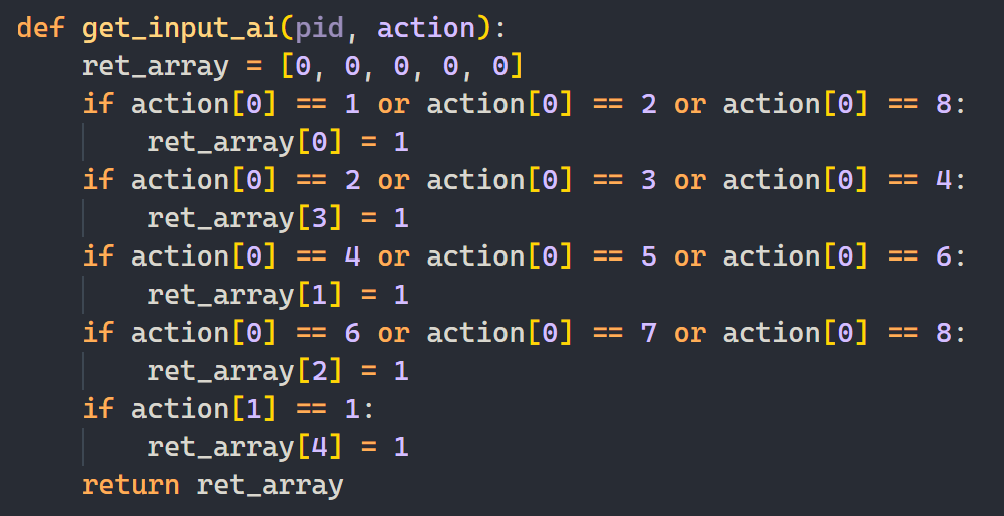 def get_input_ai(pid, action):
    ret_array = [0, 0, 0, 0, 0]
    if action[0] == 1 or action[0] == 2 or action[0] == 8:
        ret_array[0] = 1
    if action[0] == 2 or action[0] == 3 or action[0] == 4:
        ret_array[3] = 1
    if action[0] == 4 or action[0] == 5 or action[0] == 6:
        ret_array[1] = 1
    if action[0] == 6 or action[0] == 7 or action[0] == 8:
        ret_array[2] = 1
    if action[1] == 1:
        ret_array[4] = 1
    return ret_array